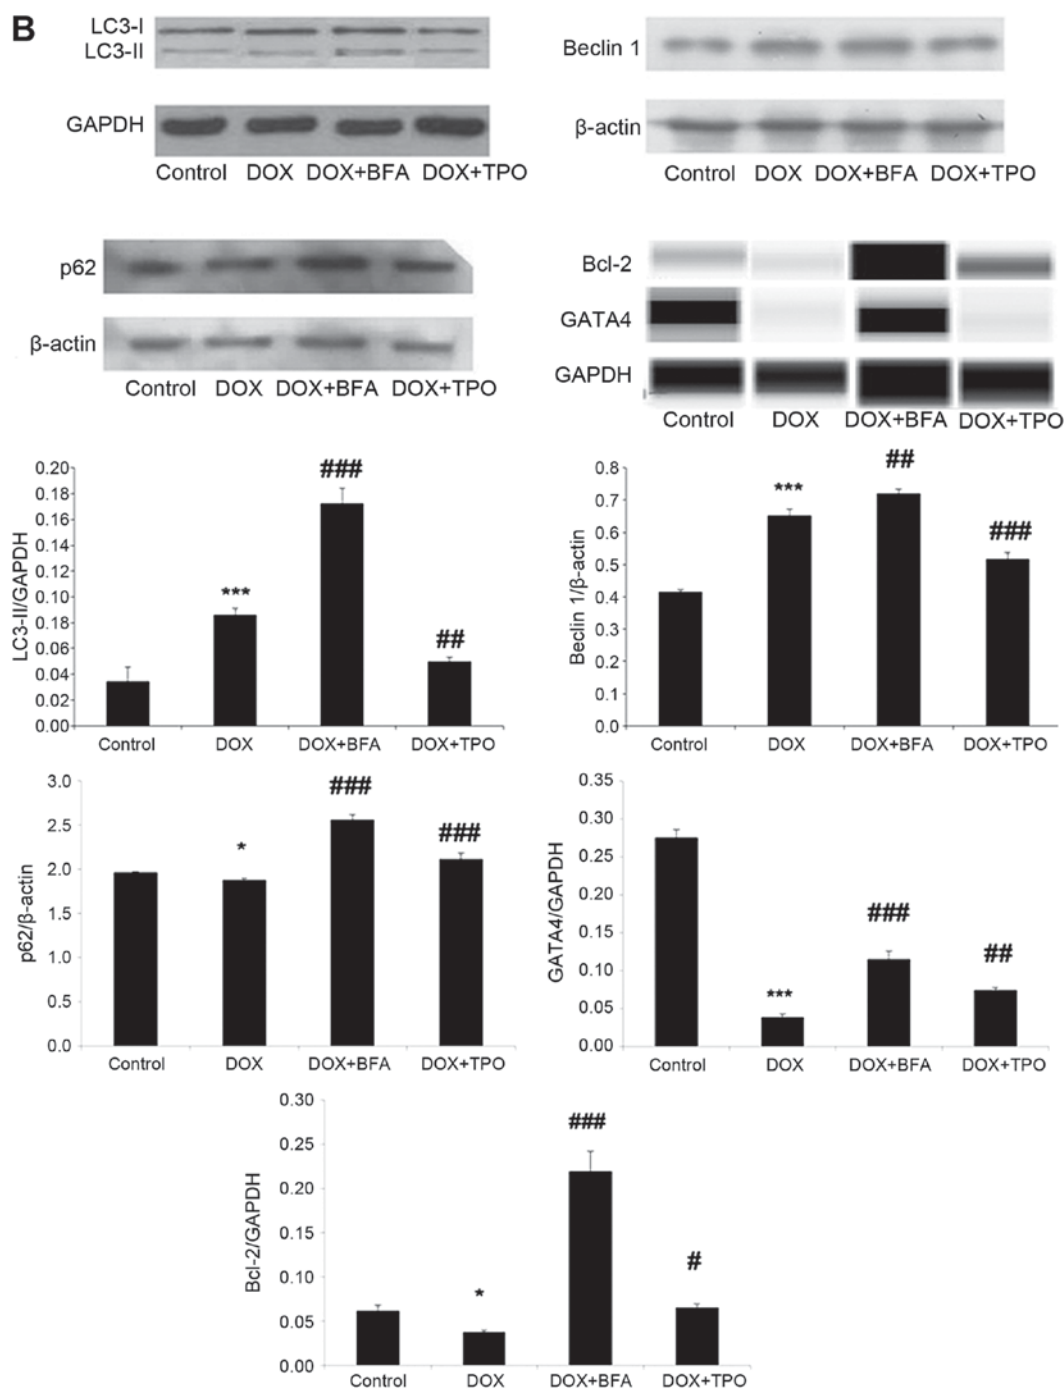 B
LC3-I
LC3-II
GAPDH
Control DOX DOX+BFA DOX+TPO
Beclin 1
β-actin
Control DOX DOX+BFA DOX+TPO
p62
β-actin
Control DOX DOX+BFA DOX+TPO
Bcl-2
GATA4
GAPDH
Control DOX DOX+BFA DOX+TPO
LC3-II/GAPDH
0.20
0.18
0.16
0.14
0.12
0.10
0.08
0.06
0.04
0.02
0.00
***
###
##
Control DOX DOX+BFA DOX+TPO
Beclin 1/β-actin
0.8
0.7
0.6
0.5
0.4
0.3
0.2
0.1
0.0
***
##
###
Control DOX DOX+BFA DOX+TPO
p62/β-actin
3.0
2.5
2.0
1.5
1.0
0.5
0.0
*
###
###
Control DOX DOX+BFA DOX+TPO
GATA4/GAPDH
0.35
0.30
0.25
0.20
0.15
0.10
0.05
0.00
***
###
##
Control DOX DOX+BFA DOX+TPO
Bcl-2/GAPDH
0.30
0.25
0.20
0.15
0.10
0.05
0.00
*
###
#
Control DOX DOX+BFA DOX+TPO